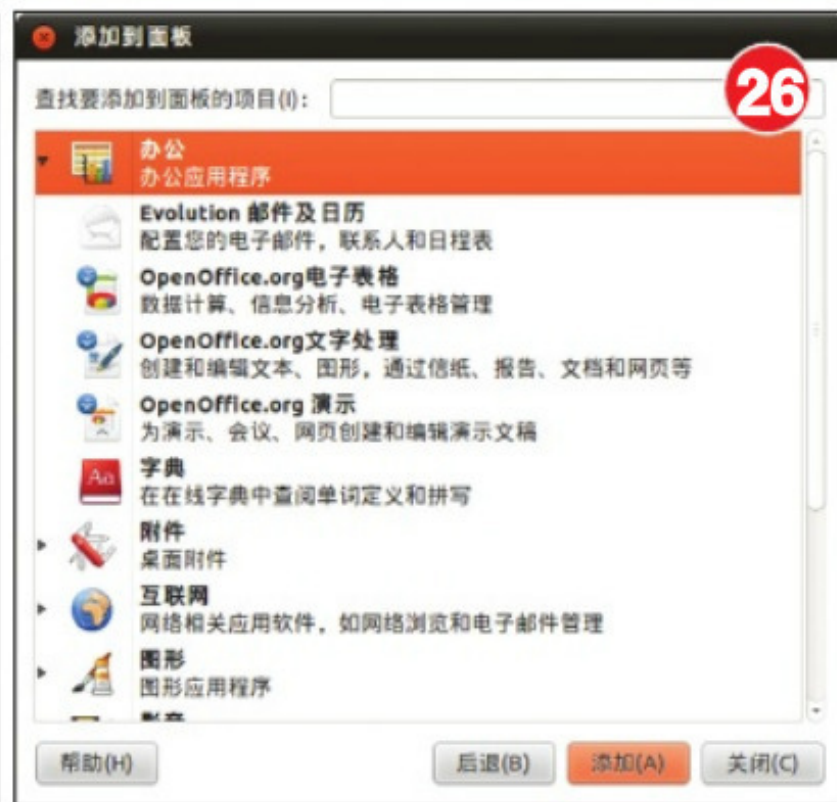 添加到面板
查找要添加到面板的项目(I):
26
办公
办公应用程序
Evolution 邮件及日历
配置您的电子邮件，联系人和日程表
OpenOffice.org电子表格
数据计算、信息分析、电子表格管理
OpenOffice.org文字处理
创建和编辑文本、图形，通过信纸、报告、文档和网页等
OpenOffice.org 演示
为演示、会议、网页创建和编辑演示文稿
Aa
字典
在在线字典中查阅单词定义和拼写
附件
桌面附件
互联网
网络相关应用软件，如网络浏览和电子邮件管理
图形
图形应用程序
影音
帮助(H)
后退(B)
添加(A)
关闭(C)